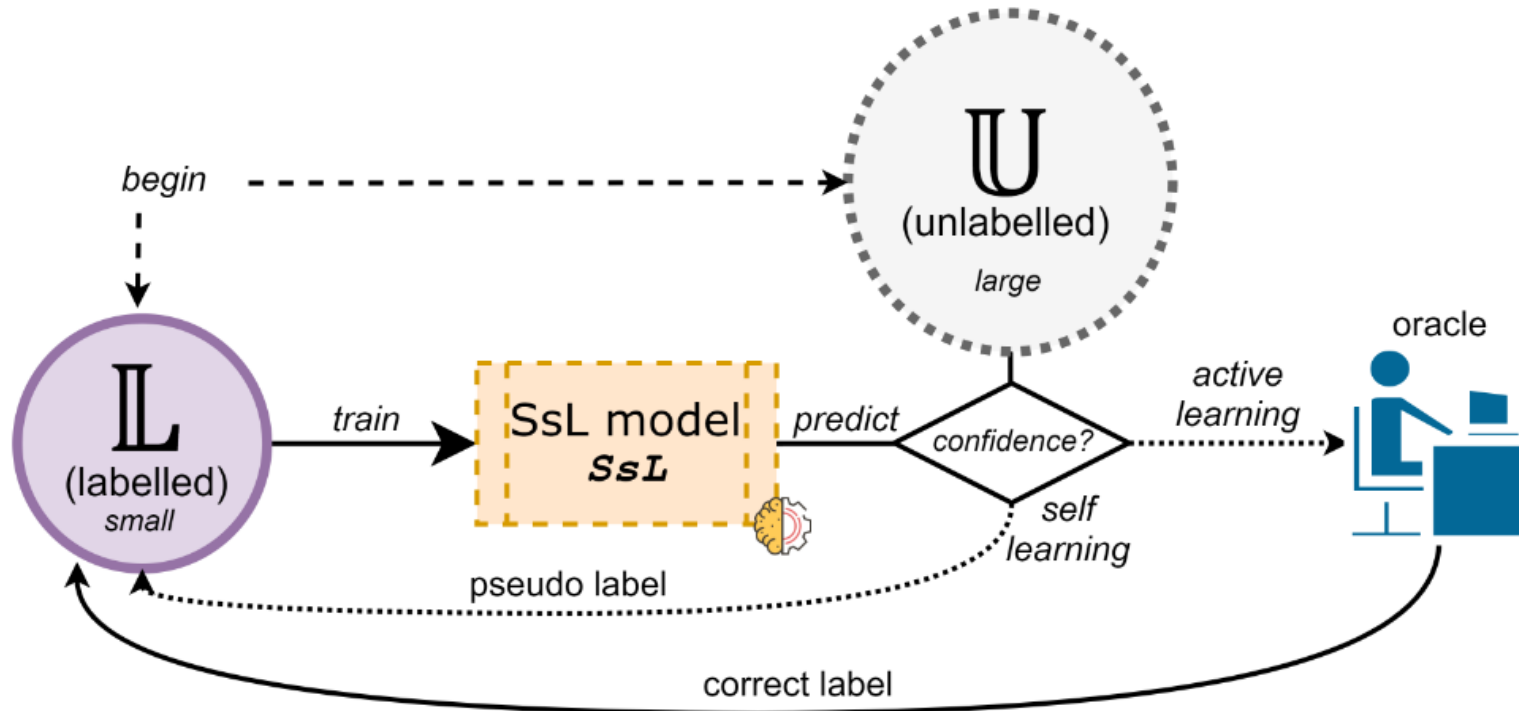 begin
𝕌
(unlabelled)
large
oracle
𝕃
(labelled)
small
train
SsL model
SsL
predict
confidence?
active
learning
self
learning
pseudo label
correct label